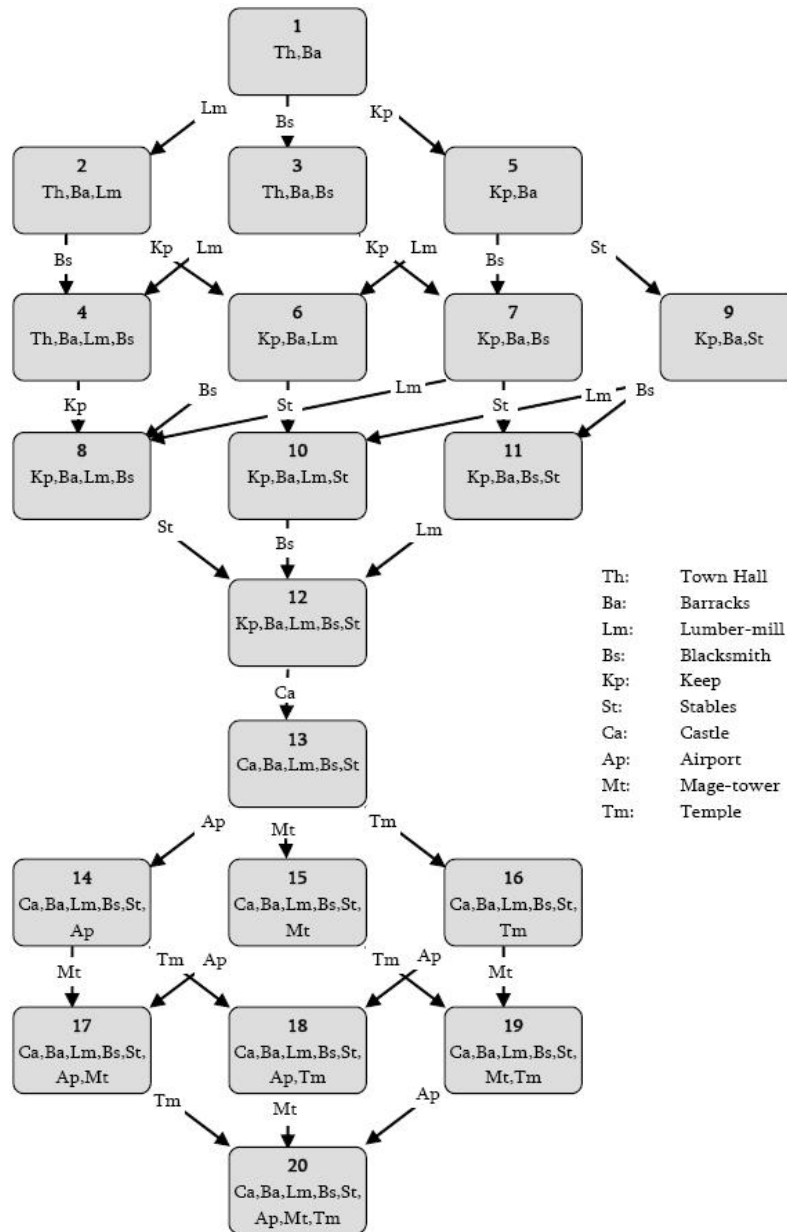 1
Th,Ba
Lm
Bs
Kp
2
Th,Ba,Lm
3
Th,Ba,Bs
5
Kp,Ba
Bs
Kp
Lm
Kp
Lm
Bs
St
4
Th,Ba,Lm,Bs
6
Kp,Ba,Lm
7
Kp,Ba,Bs
9
Kp,Ba,St
Kp
Bs
St
Lm
St
Lm
Bs
8
Kp,Ba,Lm,Bs
10
Kp,Ba,Lm,St
11
Kp,Ba,Bs,St
St
Bs
Lm
12
Kp,Ba,Lm,Bs,St
Ca
13
Ca,Ba,Lm,Bs,St
Th: Town Hall
Ba: Barracks
Lm: Lumber-mill
Bs: Blacksmith
Kp: Keep
St: Stables
Ca: Castle
Ap: Airport
Mt: Mage-tower
Tm: Temple
Ap
Mt
Tm
14
Ca,Ba,Lm,Bs,St,
Ap
15
Ca,Ba,Lm,Bs,St,
Mt
16
Ca,Ba,Lm,Bs,St,
Tm
Mt
Tm
Ap
Tm
Ap
Mt
17
Ca,Ba,Lm,Bs,St,
Ap,Mt
18
Ca,Ba,Lm,Bs,St,
Ap,Tm
19
Ca,Ba,Lm,Bs,St,
Mt,Tm
Tm
Mt
Ap
20
Ca,Ba,Lm,Bs,St,
Ap,Mt,Tm